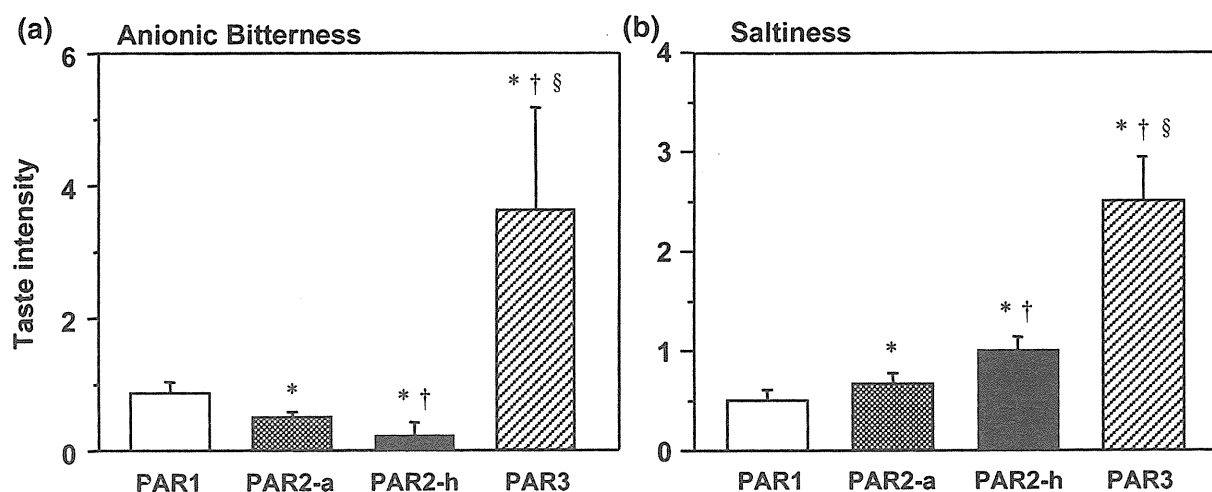 (a) Anionic Bitterness
Taste intensity
6
4
2
0
* † §
*
* †
PAR1 PAR2-a PAR2-h PAR3
(b) Saltiness
4
3
2
1
0
* † §
* †
*
PAR1 PAR2-a PAR2-h PAR3